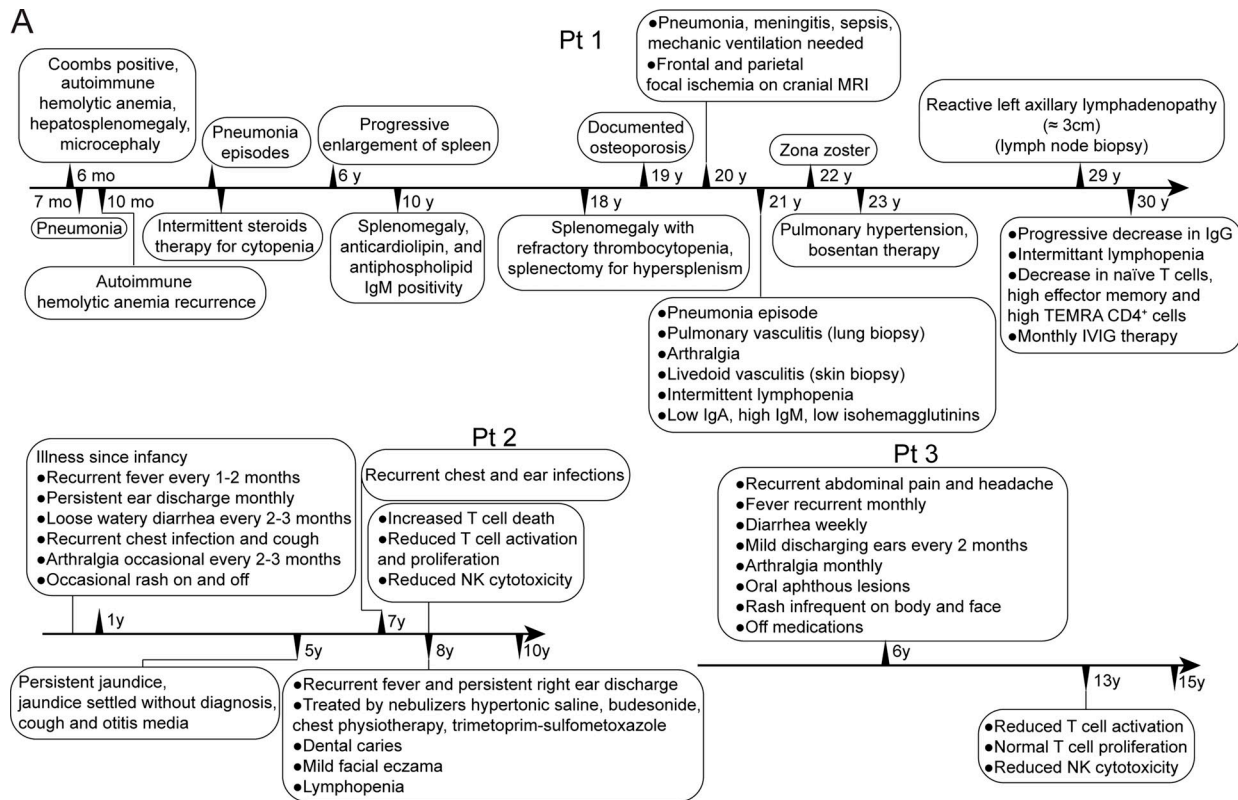 A
Pt 1
Coombs positive,
autoimmune
hemolytic anemia,
hepatosplenomegaly,
microcephaly
6 mo
7 mo
Pneumonia
10 mo
Autoimmune
hemolytic anemia recurrence
Pneumonia
episodes
Intermittent steroids
therapy for cytopenia
Progressive
enlargement of spleen
6 y
10 y
Splenomegaly,
anticardiolipin, and
antiphospholipid
IgM positivity
18 y
Splenomegaly with
refractory thrombocytopenia,
splenectomy for hypersplenism
Documented
osteoporosis
19 y
●Pneumonia, meningitis, sepsis,
mechanic ventilation needed
●Frontal and parietal
focal ischemia on cranial MRI
20 y
21 y
●Pneumonia episode
●Pulmonary vasculitis (lung biopsy)
●Arthralgia
●Livedoid vasculitis (skin biopsy)
●Intermittent lymphopenia
●Low IgA, high IgM, low isohemagglutinins
Zona zoster
22 y
23 y
Pulmonary hypertension,
bosentan therapy
Reactive left axillary lymphadenopathy
(≈ 3cm)
(lymph node biopsy)
29 y
30 y
●Progressive decrease in IgG
●Intermittant lymphopenia
●Decrease in naïve T cells,
high effector memory and
high TEMRA CD4⁺ cells
●Monthly IVIG therapy
Pt 2
Illness since infancy
●Recurrent fever every 1-2 months
●Persistent ear discharge monthly
●Loose watery diarrhea every 2-3 months
●Recurrent chest infection and cough
●Arthralgia occasional every 2-3 months
●Occasional rash on and off
1y
5y
Persistent jaundice,
jaundice settled without diagnosis,
cough and otitis media
Recurrent chest and ear infections
7y
●Increased T cell death
●Reduced T cell activation
and proliferation
●Reduced NK cytotoxicity
8y
●Recurrent fever and persistent right ear discharge
●Treated by nebulizers hypertonic saline, budesonide,
chest physiotherapy, trimetoprim-sulfometoxazole
●Dental caries
●Mild facial eczama
●Lymphopenia
10y
Pt 3
●Recurrent abdominal pain and headache
●Fever recurrent monthly
●Diarrhea weekly
●Mild discharging ears every 2 months
●Arthralgia monthly
●Oral aphthous lesions
●Rash infrequent on body and face
●Off medications
6y
13y
●Reduced T cell activation
●Normal T cell proliferation
●Reduced NK cytotoxicity
15y